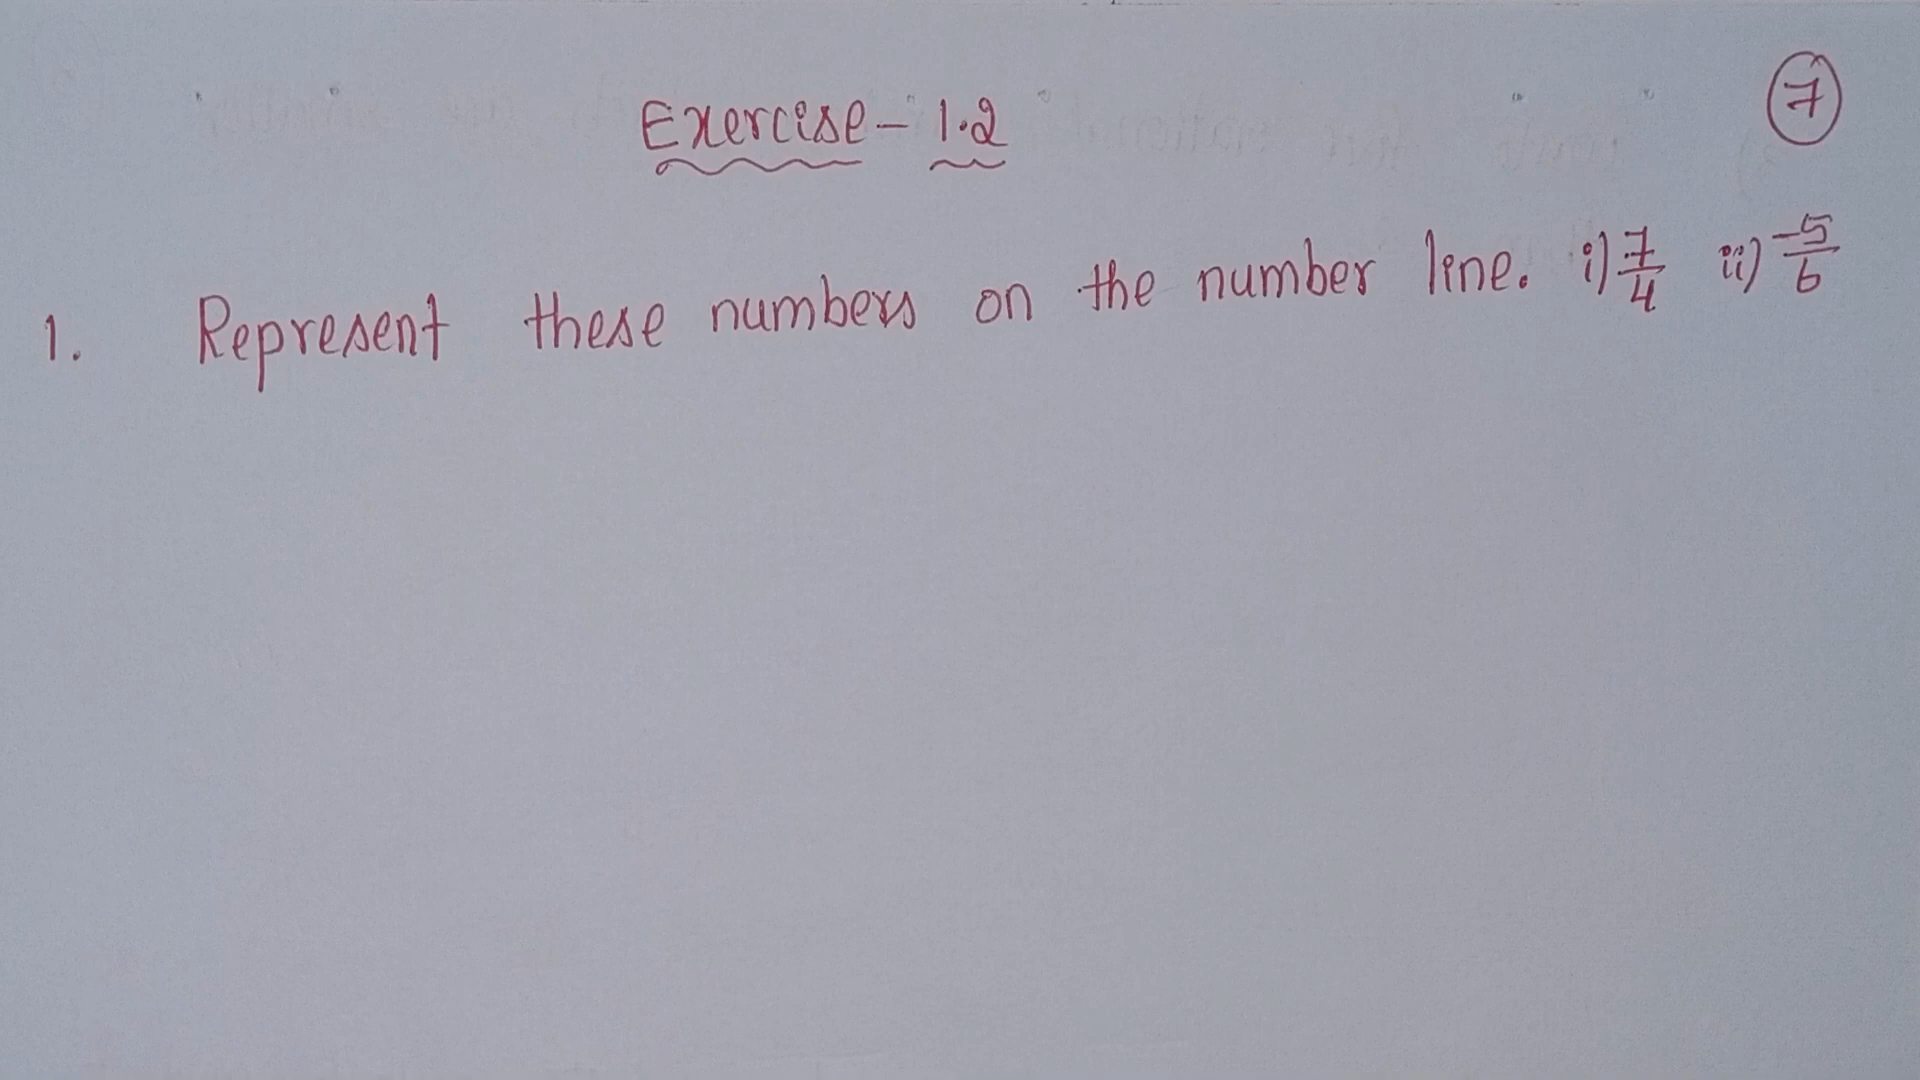 7
Exercise - 1.2
1. Represent these numbers on the number line. i) 7/4 ii) -5/6